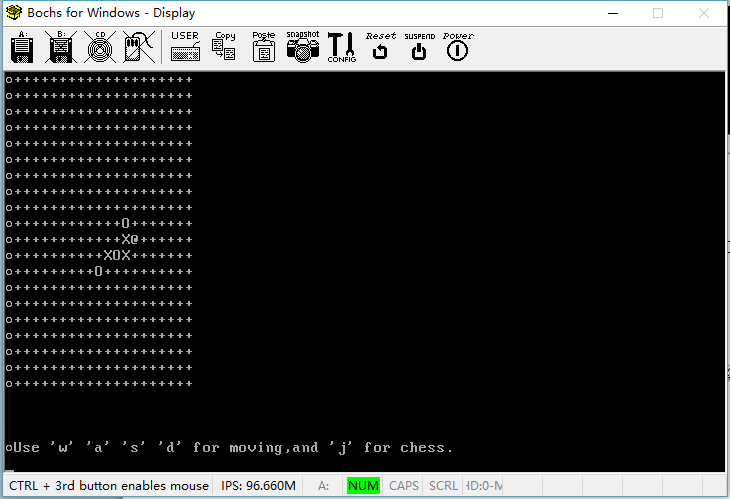 Bochs for Windows - Display
A: B: CD USER Copy Paste snapshot CONFIG Reset SUSPEND Power
o++++++++++++++++++++
o++++++++++++++++++++
o++++++++++++++++++++
o++++++++++++++++++++
o++++++++++++++++++++
o++++++++++++++++++++
o++++++++++++++++++++
o++++++++++++++++++++
o++++++++++++++++++++
o++++++++++++O+++++++
o++++++++++++X@++++++
o++++++++++XOX+++++++
o+++++++++O++++++++++
o++++++++++++++++++++
o++++++++++++++++++++
o++++++++++++++++++++
o++++++++++++++++++++
o++++++++++++++++++++
o++++++++++++++++++++
o++++++++++++++++++++
oUse 'w' 'a' 's' 'd' for moving,and 'j' for chess.
CTRL + 3rd button enables mouse IPS: 96.660M A: NUM CAPS SCRL